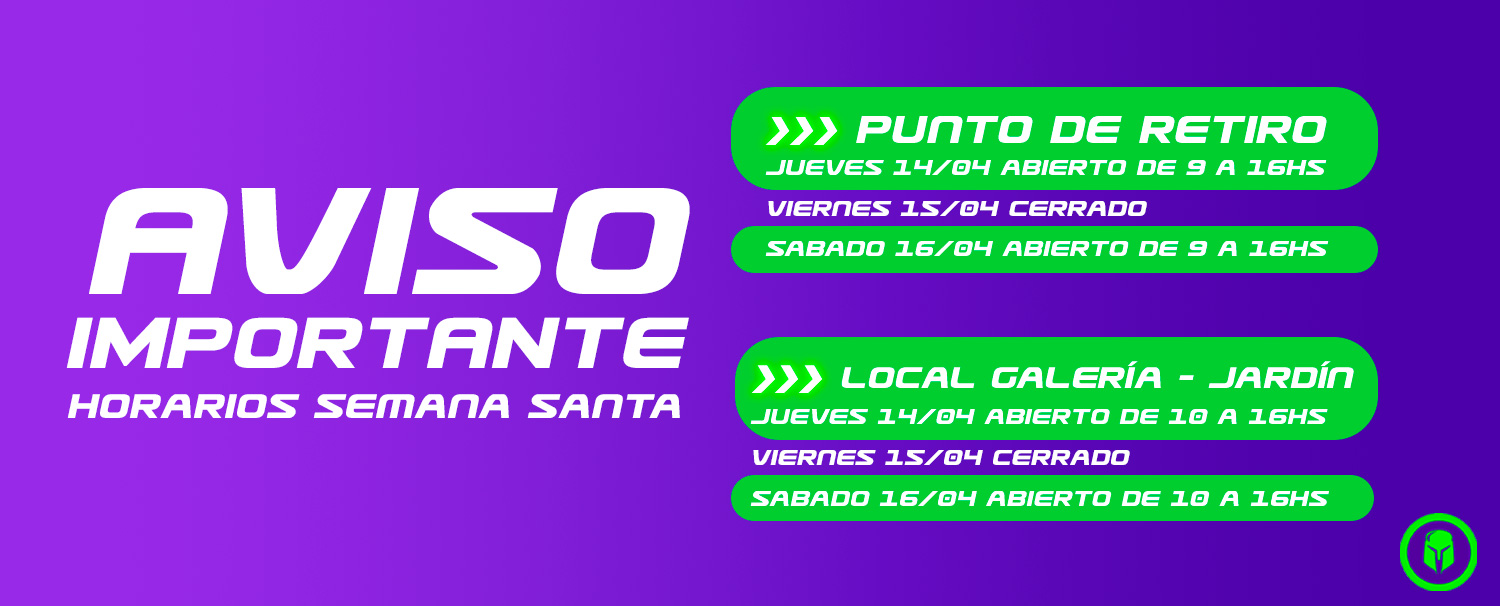 AVISO
IMPORTANTE
HORARIOS SEMANA SANTA
PUNTO DE RETIRO
JUEVES 14/04 ABIERTO DE 9 A 16HS
VIERNES 15/04 CERRADO
SABADO 16/04 ABIERTO DE 9 A 16HS
LOCAL GALERÍA - JARDÍN
JUEVES 14/04 ABIERTO DE 10 A 16HS
VIERNES 15/04 CERRADO
SABADO 16/04 ABIERTO DE 10 A 16HS